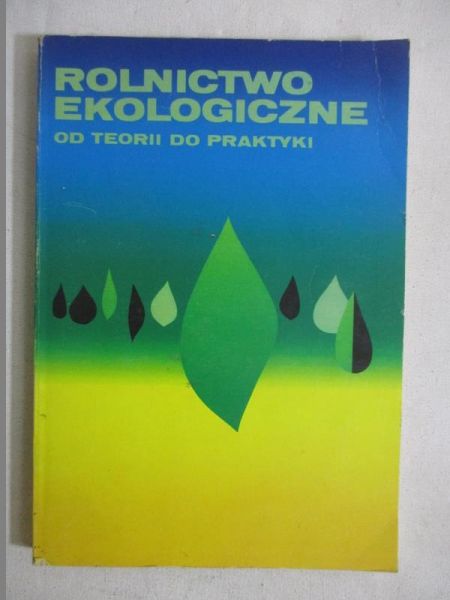 ROLNICTWO
EKOLOGICZNE
OD TEORII DO PRAKTYKI